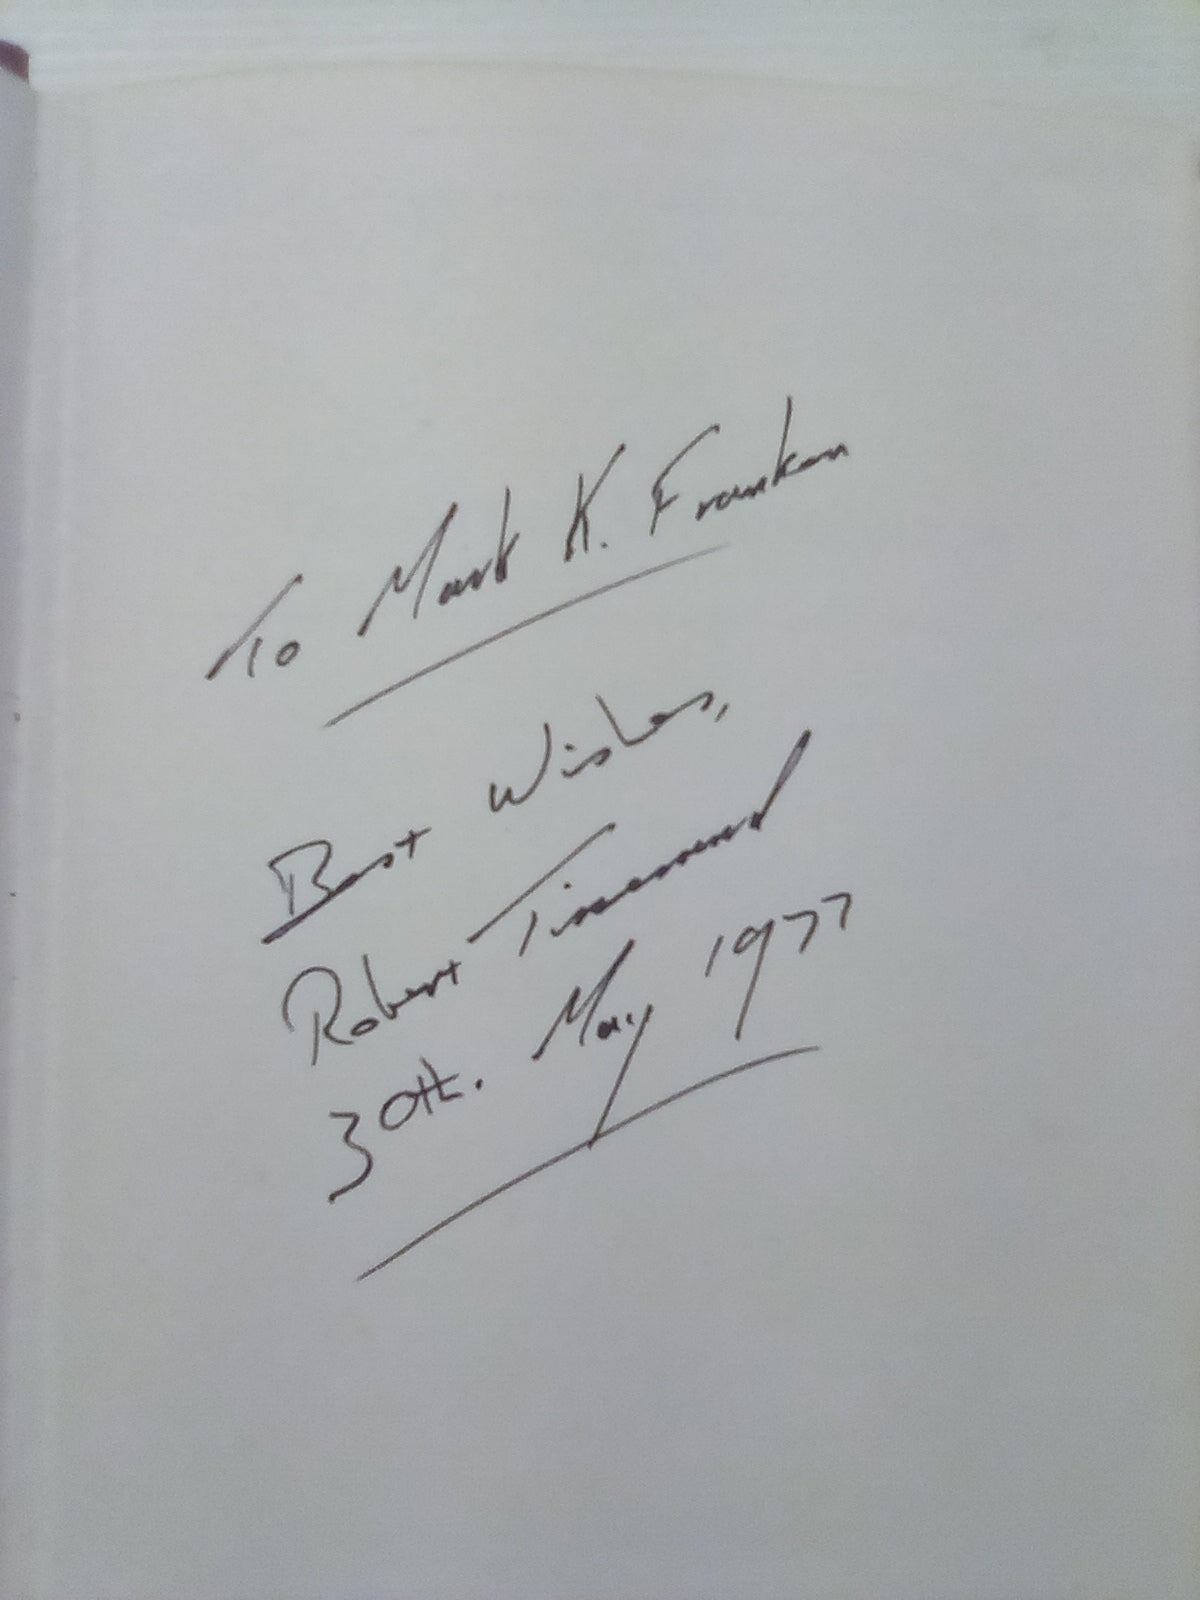 To Mark K. Franken
Best Wishes,
Robert
30th. May 1977